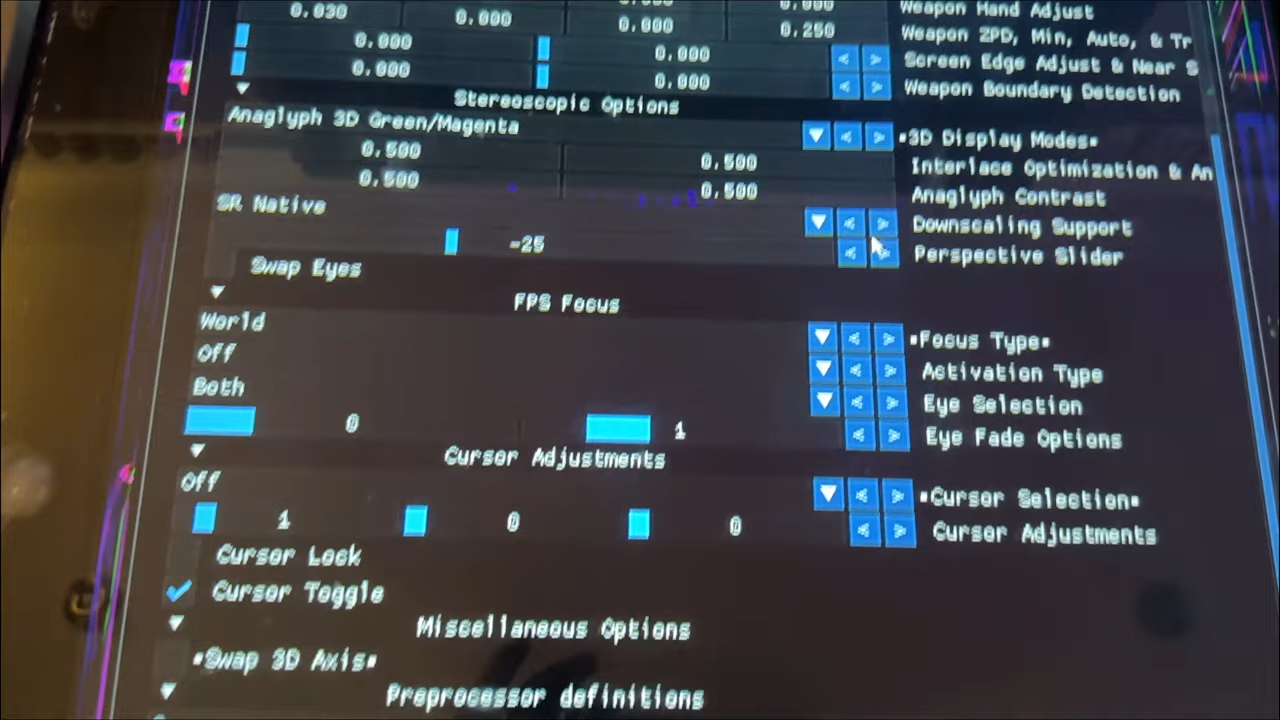 0.030 0.000 0.000 0.000 Weapon Hand Adjust
0.250 Weapon ZPD, Min, Auto, & Tr
0.000 0.000 Screen Edge Adjust & Near S
0.000 0.000 Weapon Boundary Detection
Stereoscopic Options
Anaglyph 3D Green/Magenta •3D Display Modes•
0.500 0.500 Interlace Optimization & An
0.500 0.500 Anaglyph Contrast
SR Native Downscaling Support
-25 Perspective Slider
Swap Eyes
FPS Focus
World •Focus Type•
Off Activation Type
Both Eye Selection
0 1 Eye Fade Options
Cursor Adjustments
Off •Cursor Selection•
1 0 0 Cursor Adjustments
Cursor Lock
Cursor Toggle
Miscellaneous Options
•Swap 3D Axis•
Preprocessor definitions